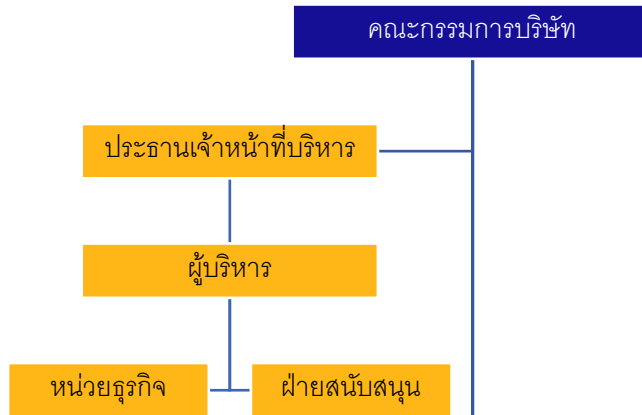 คณะกรรมการบริษัท
ประธานเจ้าหน้าที่บริหาร
ผู้บริหาร
หน่วยธุรกิจ
ฝ่ายสนับสนุน